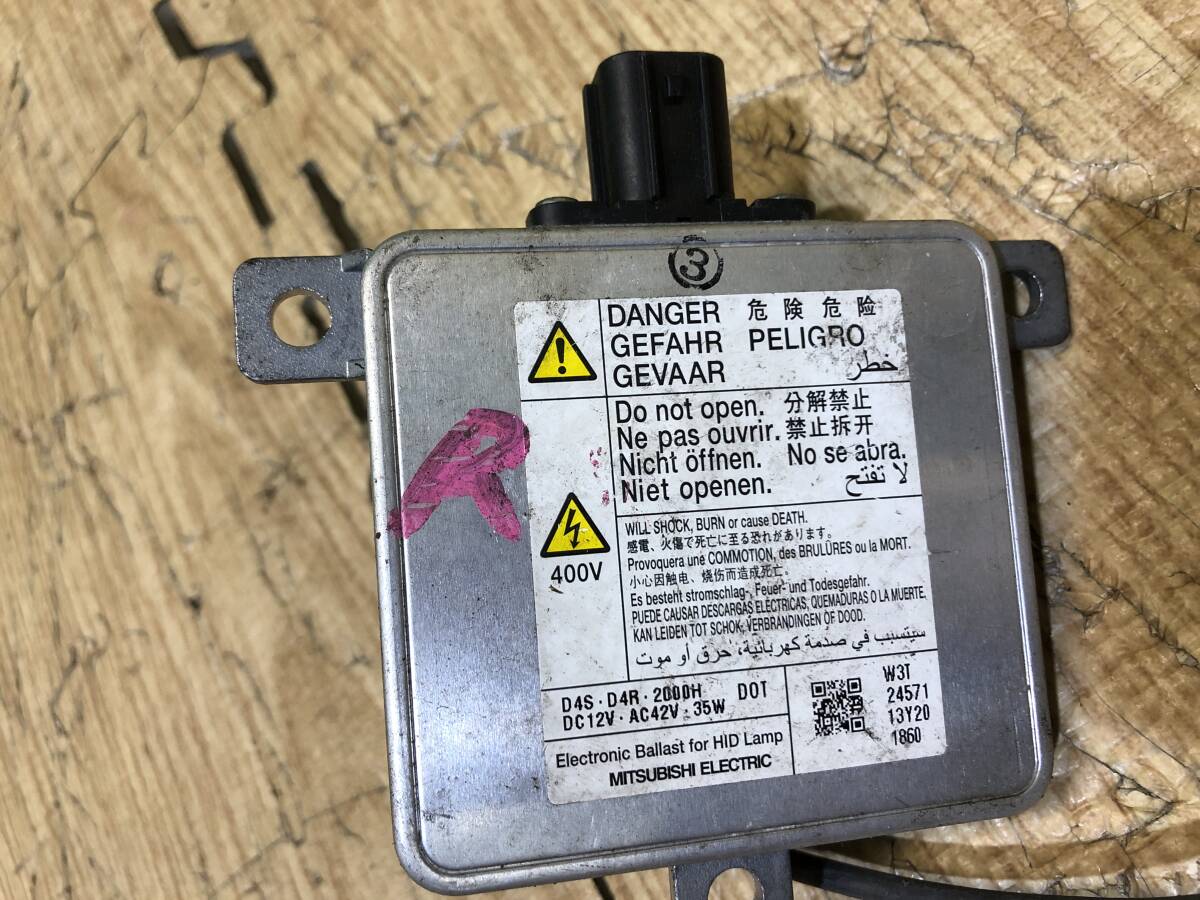 3
DANGER 危険 危险
GEFAHR PELIGRO
GEVAAR خطر
Do not open. 分解禁止
Ne pas ouvrir. 禁止拆开
Nicht öffnen. No se abra.
Niet openen. لا تفتح
R
400V
WILL SHOCK, BURN or cause DEATH.
感電、火傷で死亡に至る恐れがあります。
Provoquera une COMMOTION, des BRULÛRES ou la MORT.
小心因触电、烧伤而造成死亡。
Es besteht stromschlag-, Feuer- und Todesgefahr.
PUEDE CAUSAR DESCARGAS ELÉCTRICAS, QUEMADURAS O LA MUERTE.
KAN LEIDEN TOT SCHOK, VERBRANDINGEN OF DOOD.
سيتسبب في صدمة كهربائية، حرق أو موت
D4S · D4R · 2000H DOT
DC12V · AC42V · 35W
Electronic Ballast for HID Lamp
MITSUBISHI ELECTRIC
W3T
24571
13Y20
1860